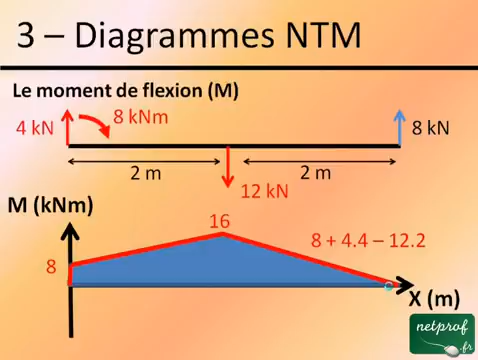 3 – Diagrammes NTM
Le moment de flexion (M)
4 kN
8 kNm
8 kN
2 m
2 m
12 kN
M (kNm)
16
8 + 4.4 – 12.2
8
X (m)
netprof
.fr